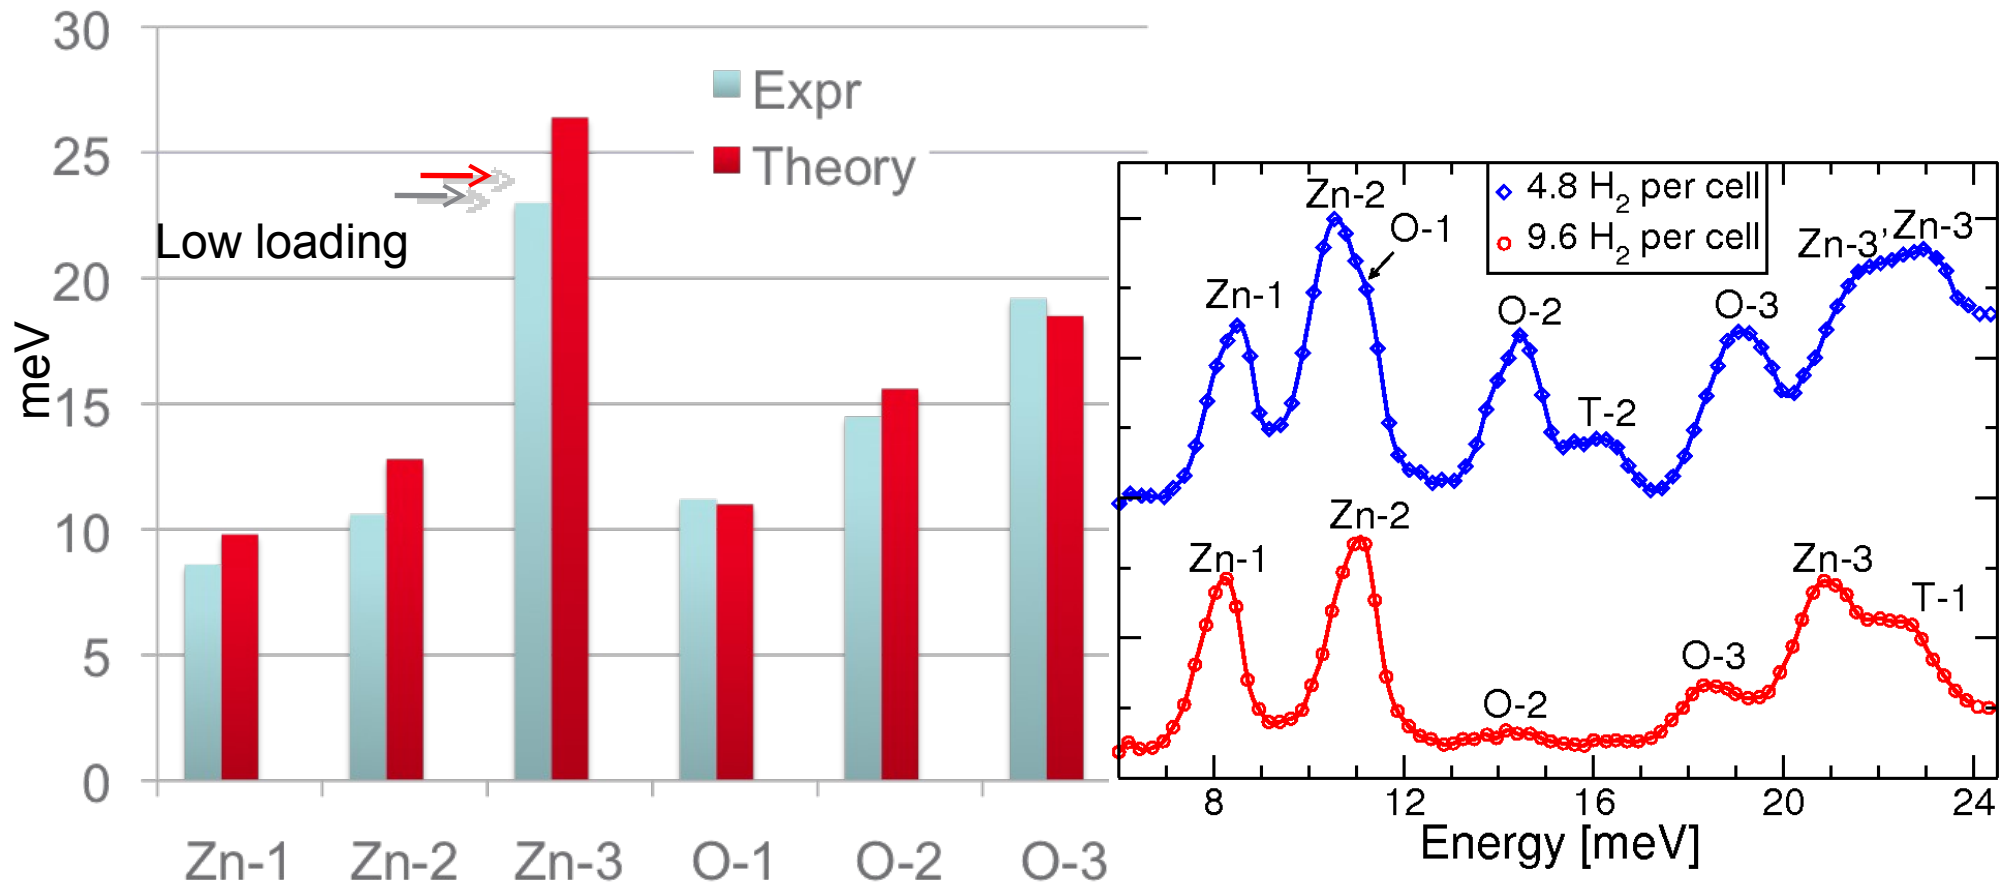 30
25
20
15
10
5
0
meV
Expr
Theory
Low loading
Zn-1 Zn-2 Zn-3 O-1 O-2 O-3
4.8 H₂ per cell
9.6 H₂ per cell
Zn-2
O-1
Zn-1
O-2
T-2
O-3
Zn-3',Zn-3
Zn-1
Zn-2
O-2
O-3
Zn-3
T-1
8 12 16 20 24
Energy [meV]